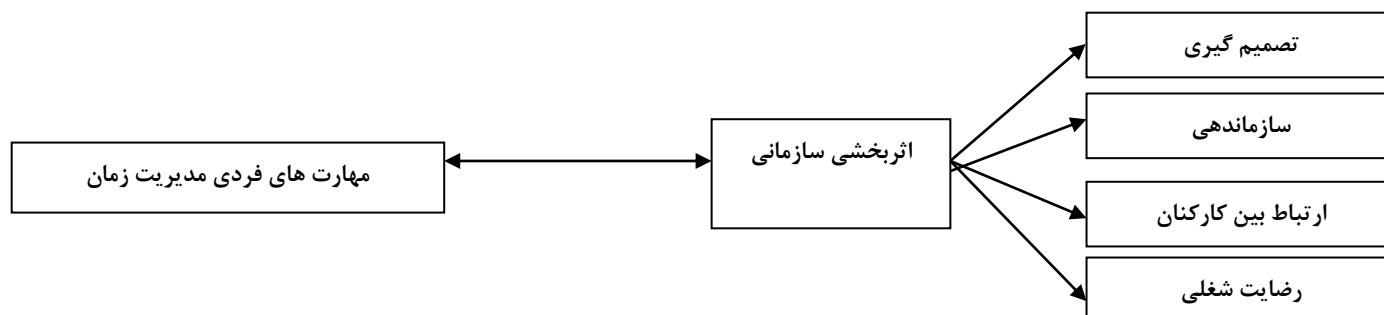 تصمیم گیری
سازماندهی
اثربخشی سازمانی
مهارت های فردی مدیریت زمان
ارتباط بین کارکنان
رضایت شغلی